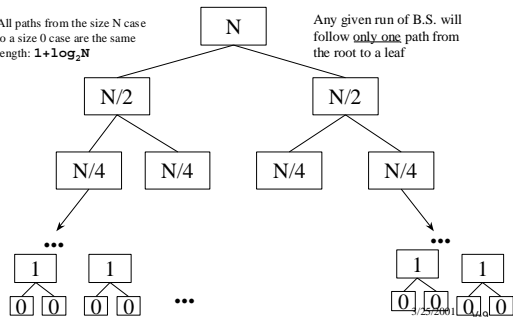 All paths from the size N case
o a size 0 case are the same
ength: 1+log2N
N
Any given run of B.S. will
follow only one path from
the root to a leaf
N/2 N/2
N/4 N/4 N/4 N/4
... ...
1 1 1 1
0 0 0 0 ... 0 0 0 0
3/25/2001